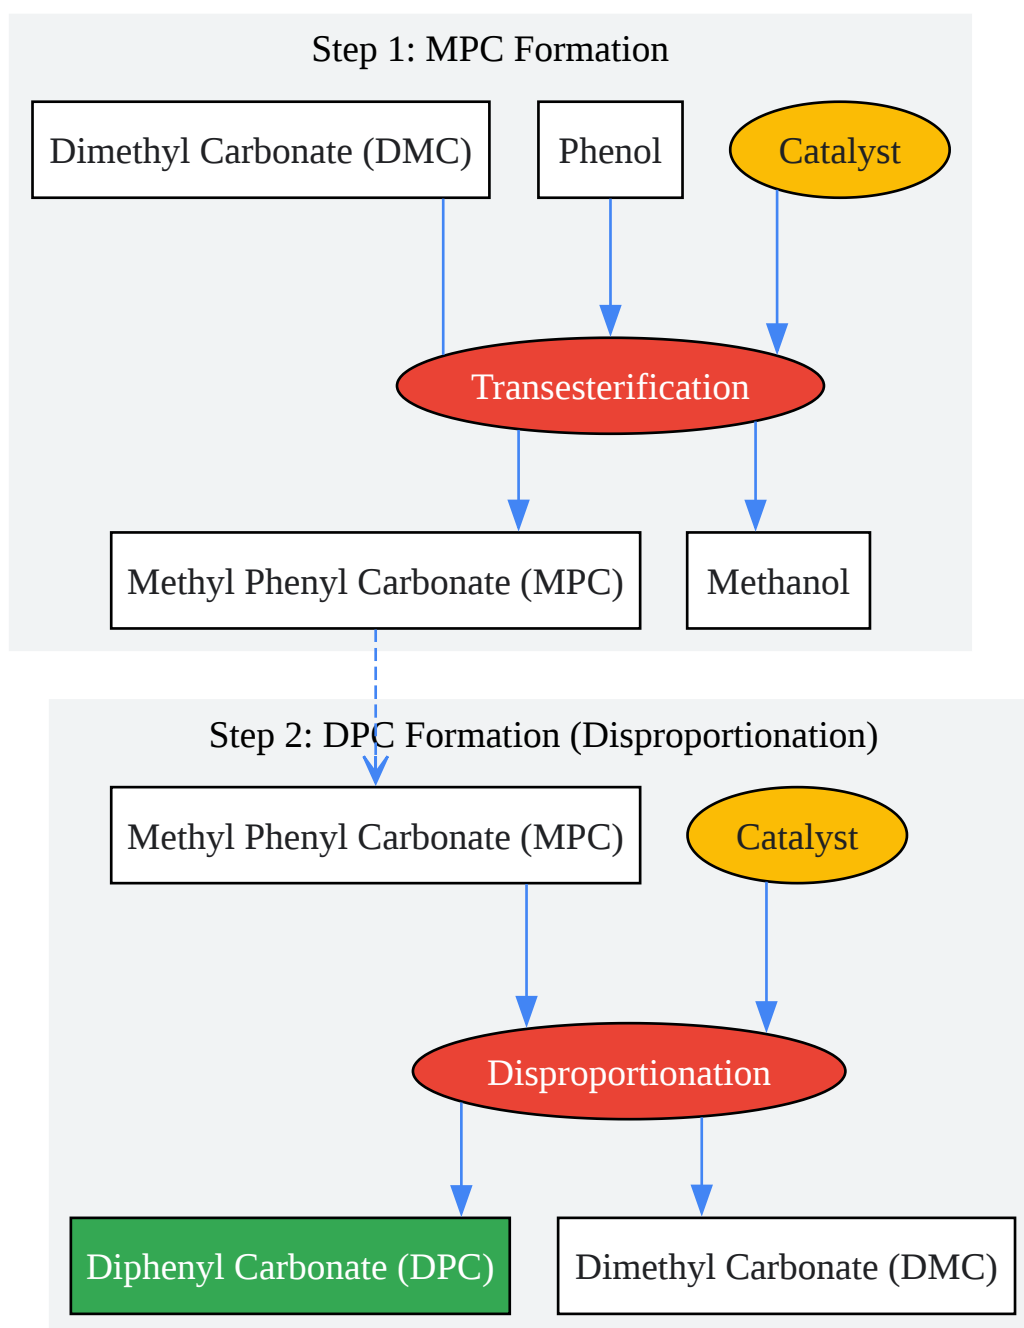 Step 1: MPC Formation
Dimethyl Carbonate (DMC)
Phenol
Catalyst
Transesterification
Methyl Phenyl Carbonate (MPC)
Methanol
Step 2: DPC Formation (Disproportionation)
Methyl Phenyl Carbonate (MPC)
Catalyst
Disproportionation
Diphenyl Carbonate (DPC)
Dimethyl Carbonate (DMC)